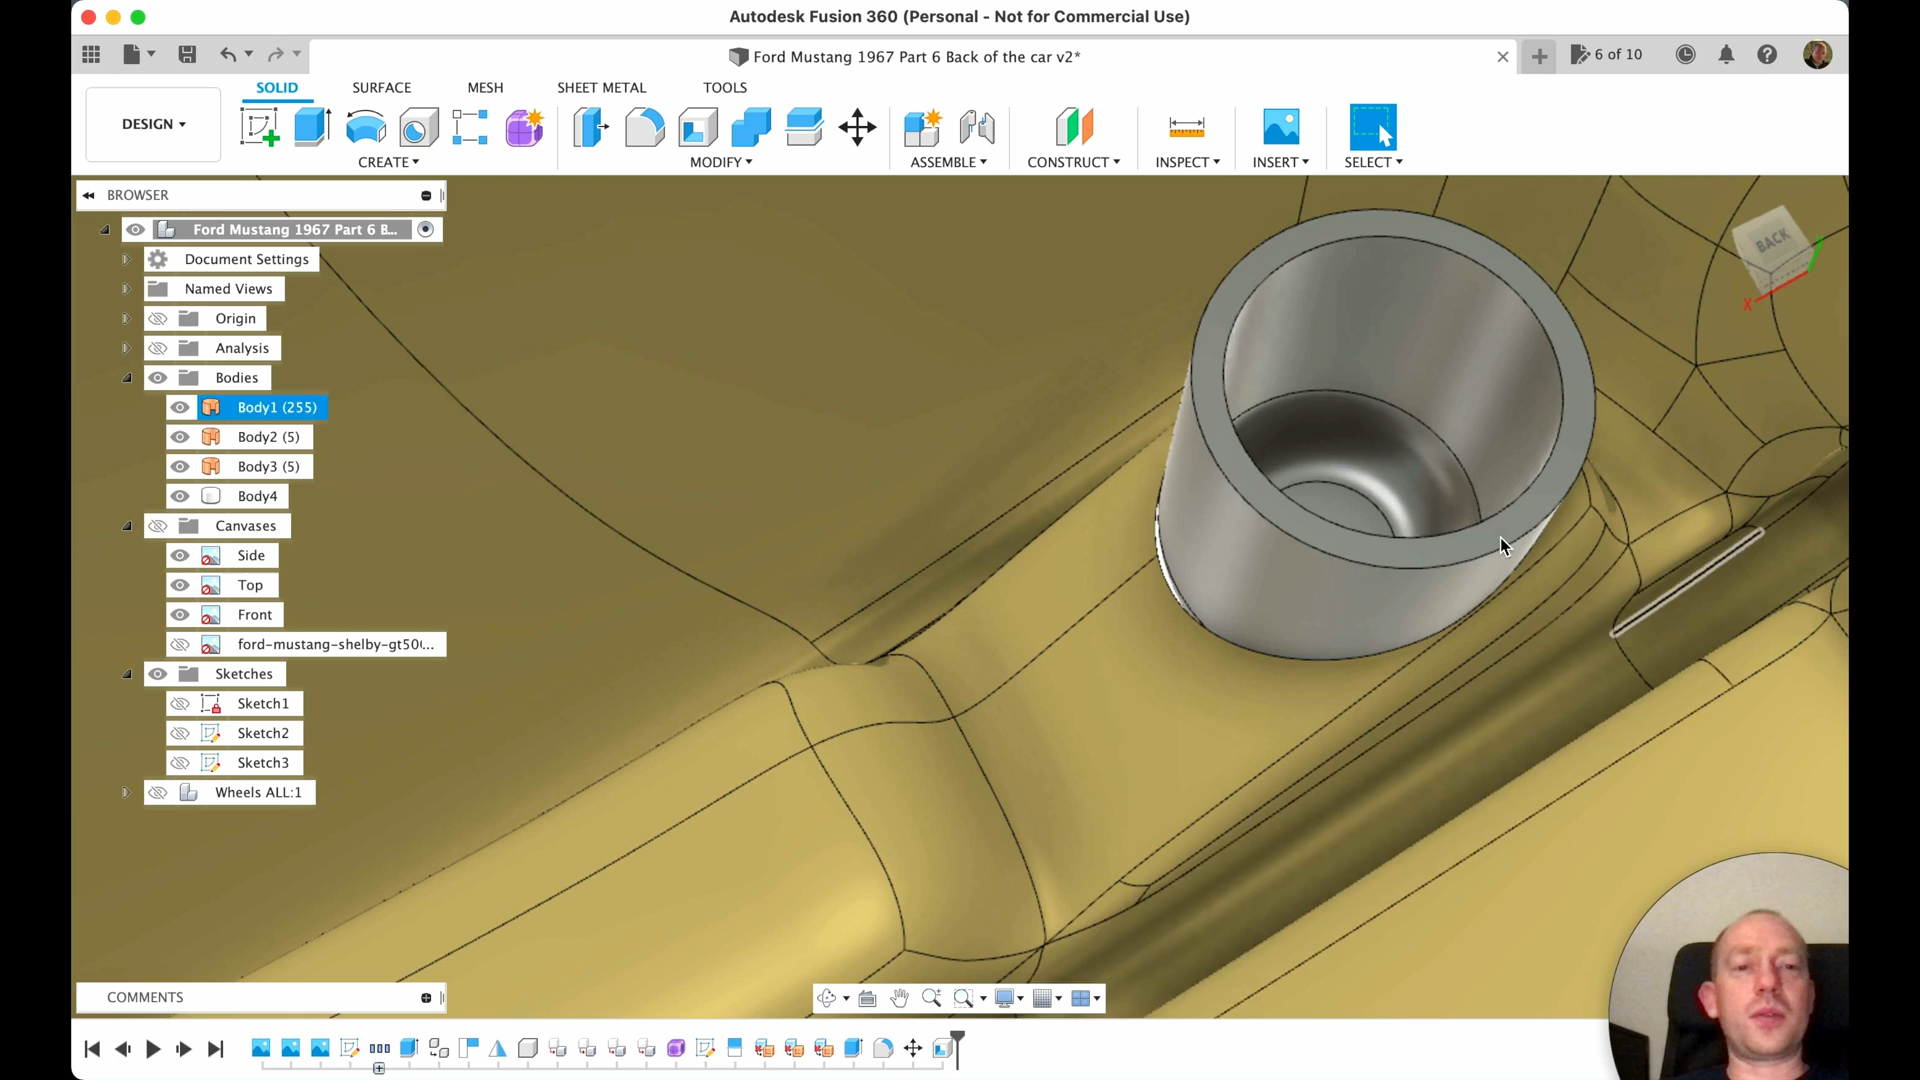 Autodesk Fusion 360 (Personal - Not for Commercial Use)
Ford Mustang 1967 Part 6 Back of the car v2*
6 of 10
SOLID SURFACE MESH SHEET METAL TOOLS
DESIGN
CREATE MODIFY ASSEMBLE CONSTRUCT INSPECT INSERT SELECT
BROWSER
Ford Mustang 1967 Part 6 B...
Document Settings
Named Views
Origin
Analysis
Bodies
Body1 (255)
Body2 (5)
Body3 (5)
Body4
Canvases
Side
Top
Front
ford-mustang-shelby-gt50(...
Sketches
Sketch1
Sketch2
Sketch3
Wheels ALL:1
BACK
X
COMMENTS